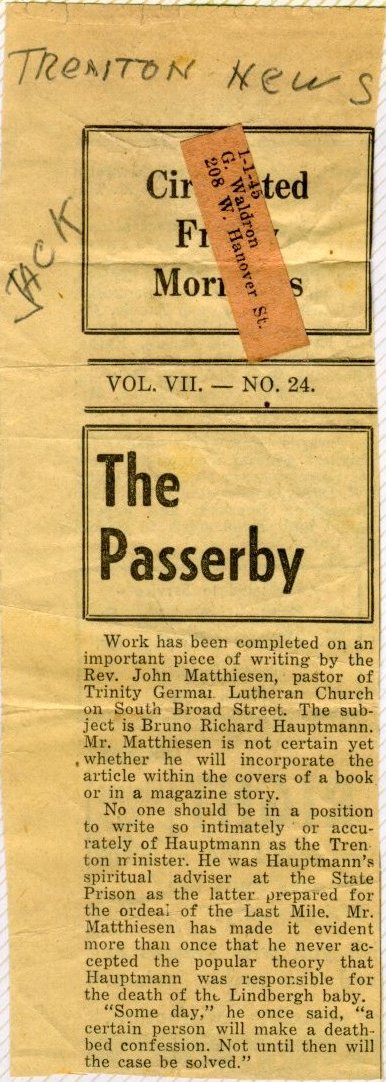 TRENTON NEWS
JACK
Cir ted
Fr y
Morn s
1-1-45
G. Waldron
208 W. Hanover St.
VOL. VII. — NO. 24.
The
Passerby
Work has been completed on an
important piece of writing by the
Rev. John Matthiesen, pastor of
Trinity German Lutheran Church
on South Broad Street. The sub-
ject is Bruno Richard Hauptmann.
Mr. Matthiesen is not certain yet
whether he will incorporate the
article within the covers of a book
or in a magazine story.
No one should be in a position
to write so intimately or accu-
rately of Hauptmann as the Tren
ton minister. He was Hauptmann's
spiritual adviser at the State
Prison as the latter prepared for
the ordeal of the Last Mile. Mr.
Matthiesen has made it evident
more than once that he never ac-
cepted the popular theory that
Hauptmann was responsible for
the death of the Lindbergh baby.
"Some day," he once said, "a
certain person will make a death-
bed confession. Not until then will
the case be solved."